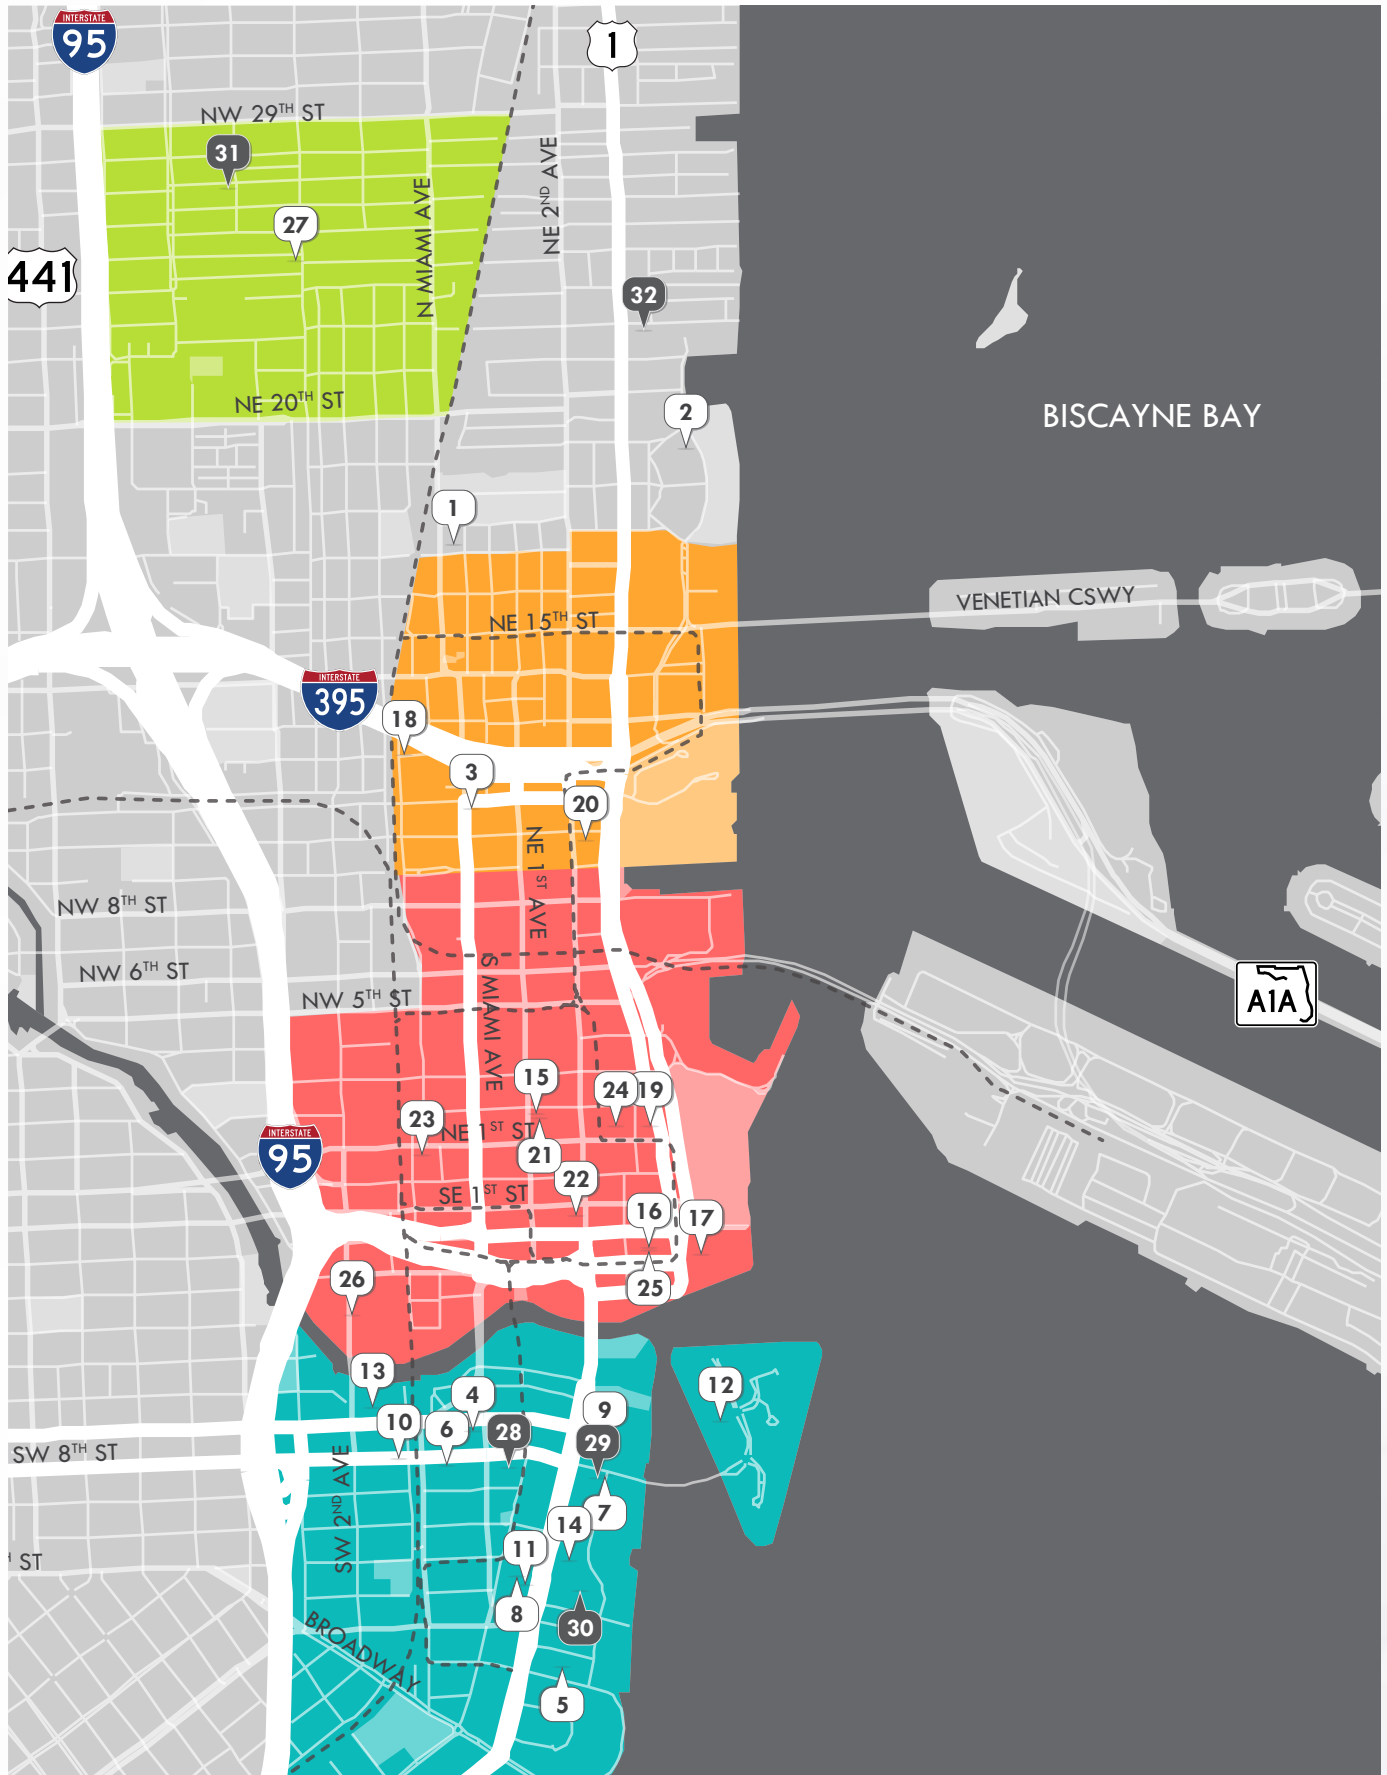 INTERSTATE
95
1
NW 29TH ST
31
NE 2ND AVE
N MIAMI AVE
27
441
32
NE 20TH ST
2
BISCAYNE BAY
1
VENETIAN CSWY
NE 15TH ST
INTERSTATE
395
18
3
20
NE 1ST AVE
NW 8TH ST
NW 6TH ST
S MIAMI AVE
NW 5TH ST
A1A
15
24
19
23
NE 1ST ST
INTERSTATE
95
21
22
SE 1ST ST
16
17
26
25
13
12
4
9
10
6
28
29
SW 8TH ST
SW 2ND AVE
7
14
11
ST
8
30
BROADWAY
5